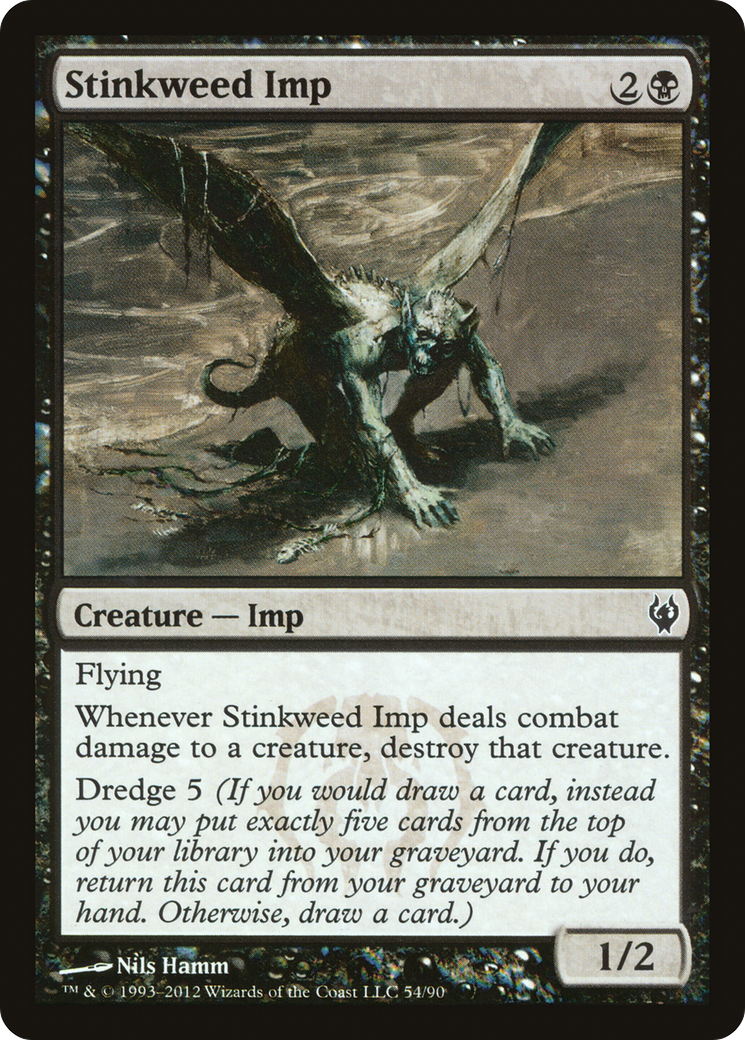 Stinkweed Imp 2
Creature — Imp
Flying
Whenever Stinkweed Imp deals combat
damage to a creature, destroy that creature.
Dredge 5 (If you would draw a card, instead
you may put exactly five cards from the top
of your library into your graveyard. If you do,
return this card from your graveyard to your
hand. Otherwise, draw a card.)
1/2
Nils Hamm
™ & © 1993–2012 Wizards of the Coast LLC 54/90